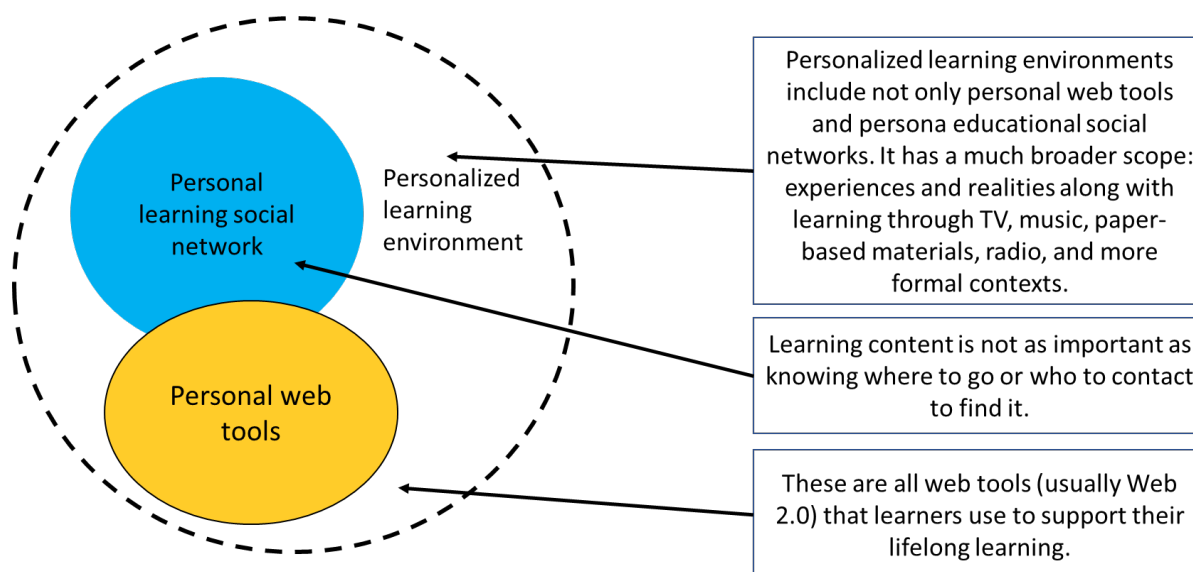 Personal
learning social
network
Personalized
learning
environment
Personal web
tools
Personalized learning environments
include not only personal web tools
and persona educational social
networks. It has a much broader scope:
experiences and realities along with
learning through TV, music, paper-
based materials, radio, and more
formal contexts.
Learning content is not as important as
knowing where to go or who to contact
to find it.
These are all web tools (usually Web
2.0) that learners use to support their
lifelong learning.